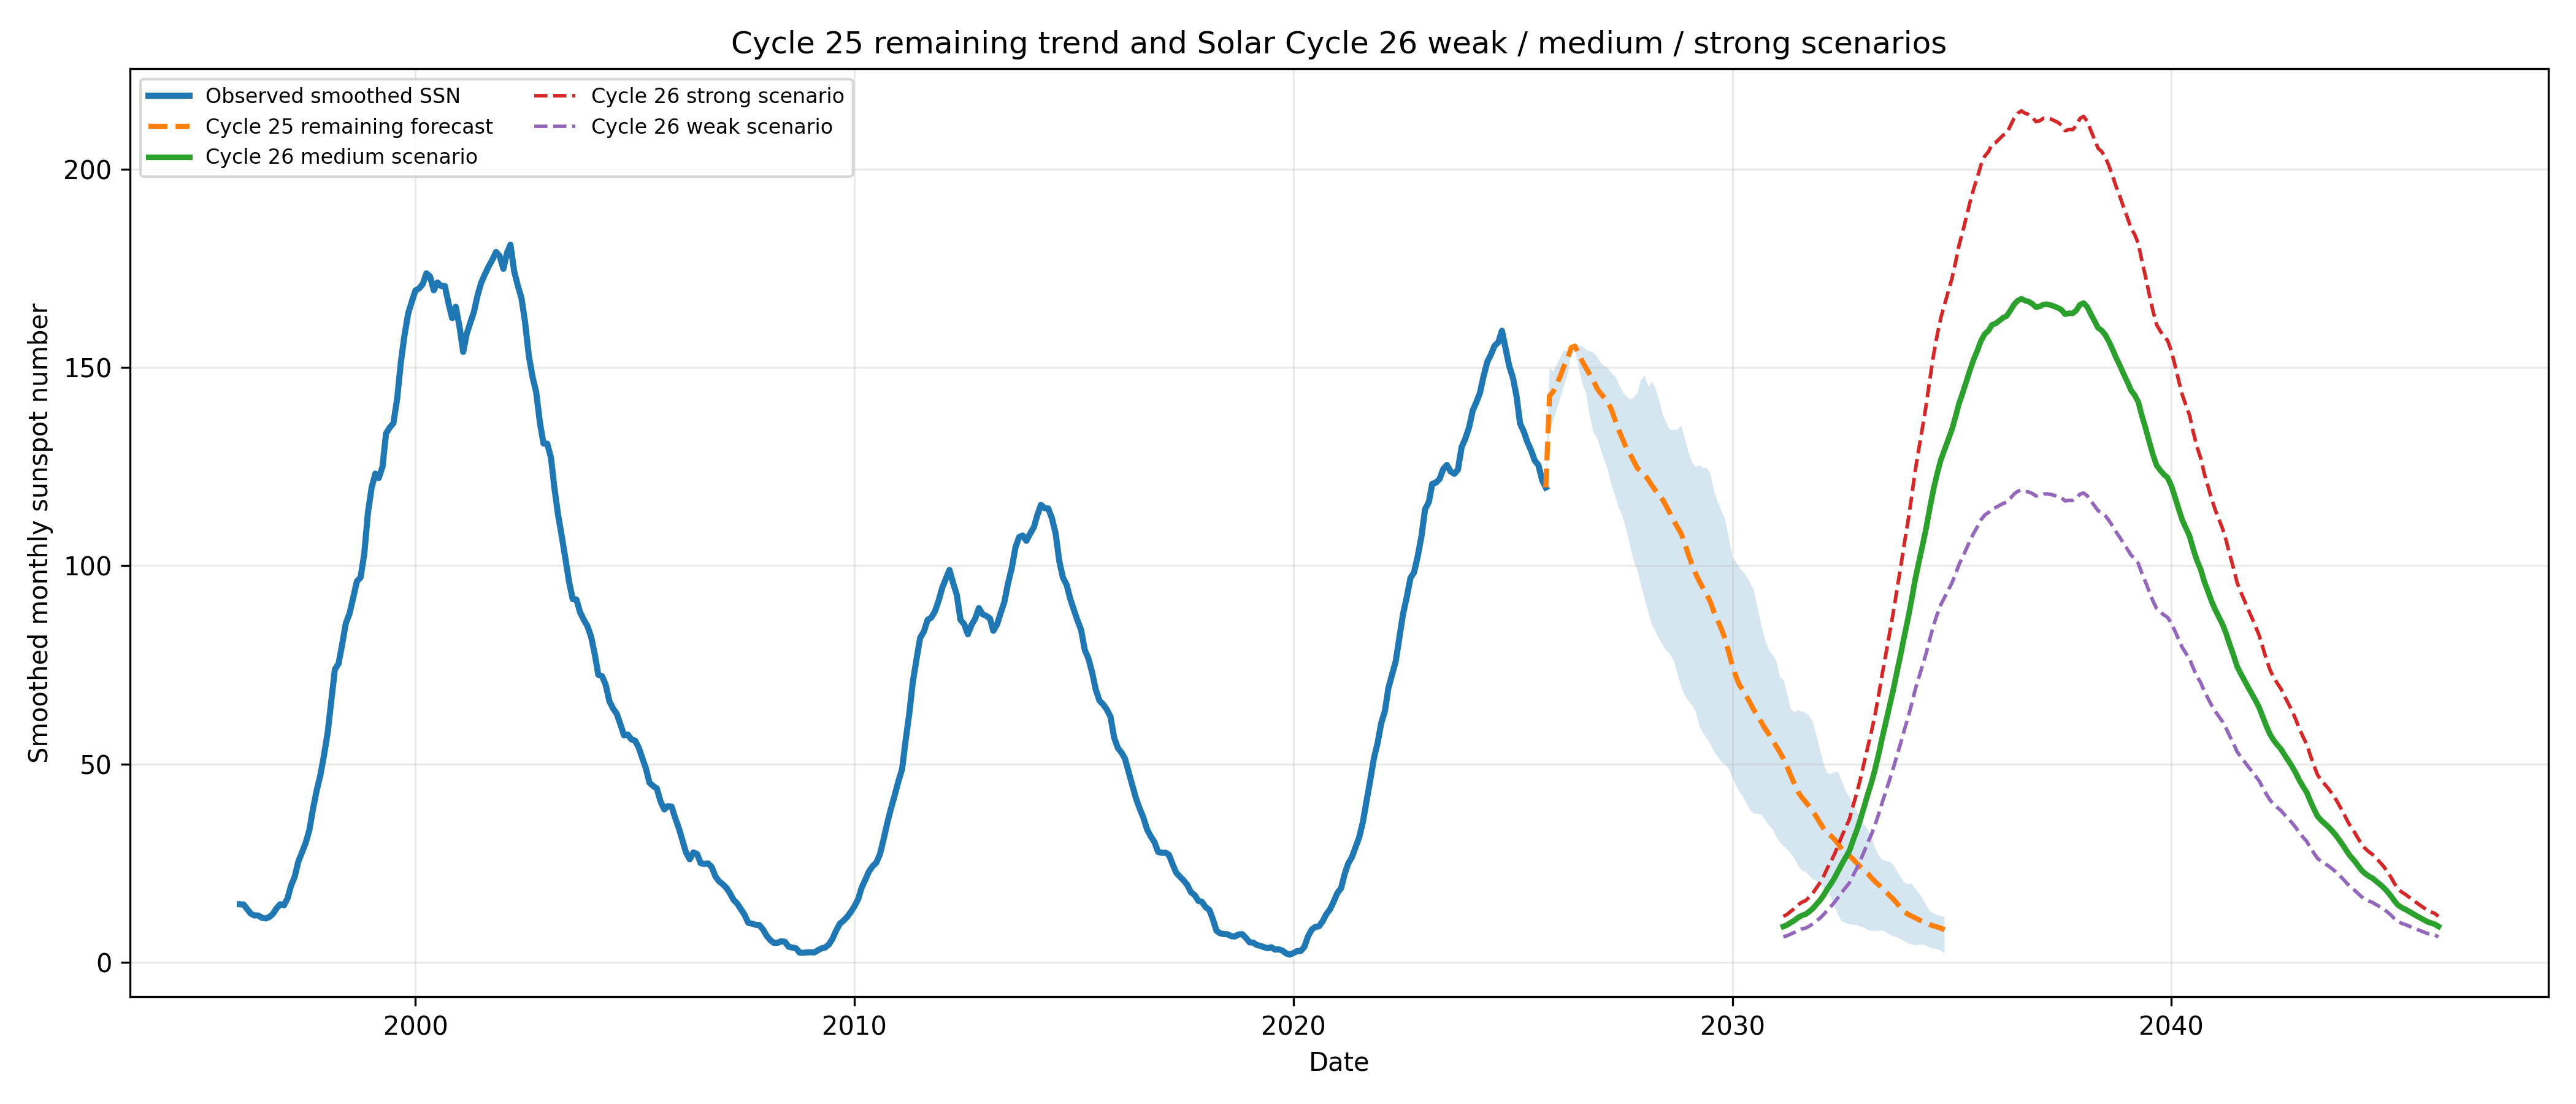 Cycle 25 remaining trend and Solar Cycle 26 weak / medium / strong scenarios
Observed smoothed SSN
Cycle 25 remaining forecast
Cycle 26 medium scenario
Cycle 26 strong scenario
Cycle 26 weak scenario
Smoothed monthly sunspot number
200
150
100
50
0
2000
2010
2020
2030
2040
Date